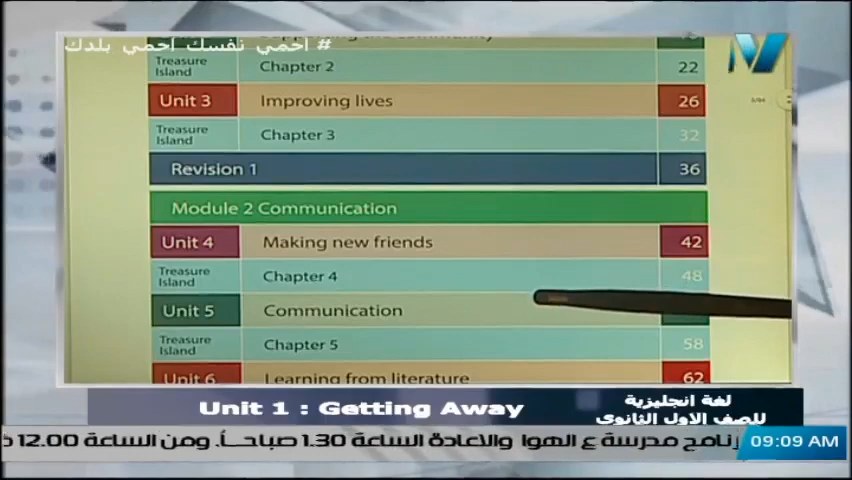 # احمي نفسك احمي بلدك
Treasure Island Chapter 2 22
Unit 3 Improving lives 26
Treasure Island Chapter 3 32
Revision 1 36
Module 2 Communication
Unit 4 Making new friends 42
Treasure Island Chapter 4 48
Unit 5 Communication
Treasure Island Chapter 5 58
Unit 6 Learning from literature 62
Unit 1 : Getting Away
لغة انجليزية
للصف الاول الثانوى
مدرسة ع الهوا والاعادة الساعة 1.30 صباحــاً. ومن الساعة 12.00
09:09 AM